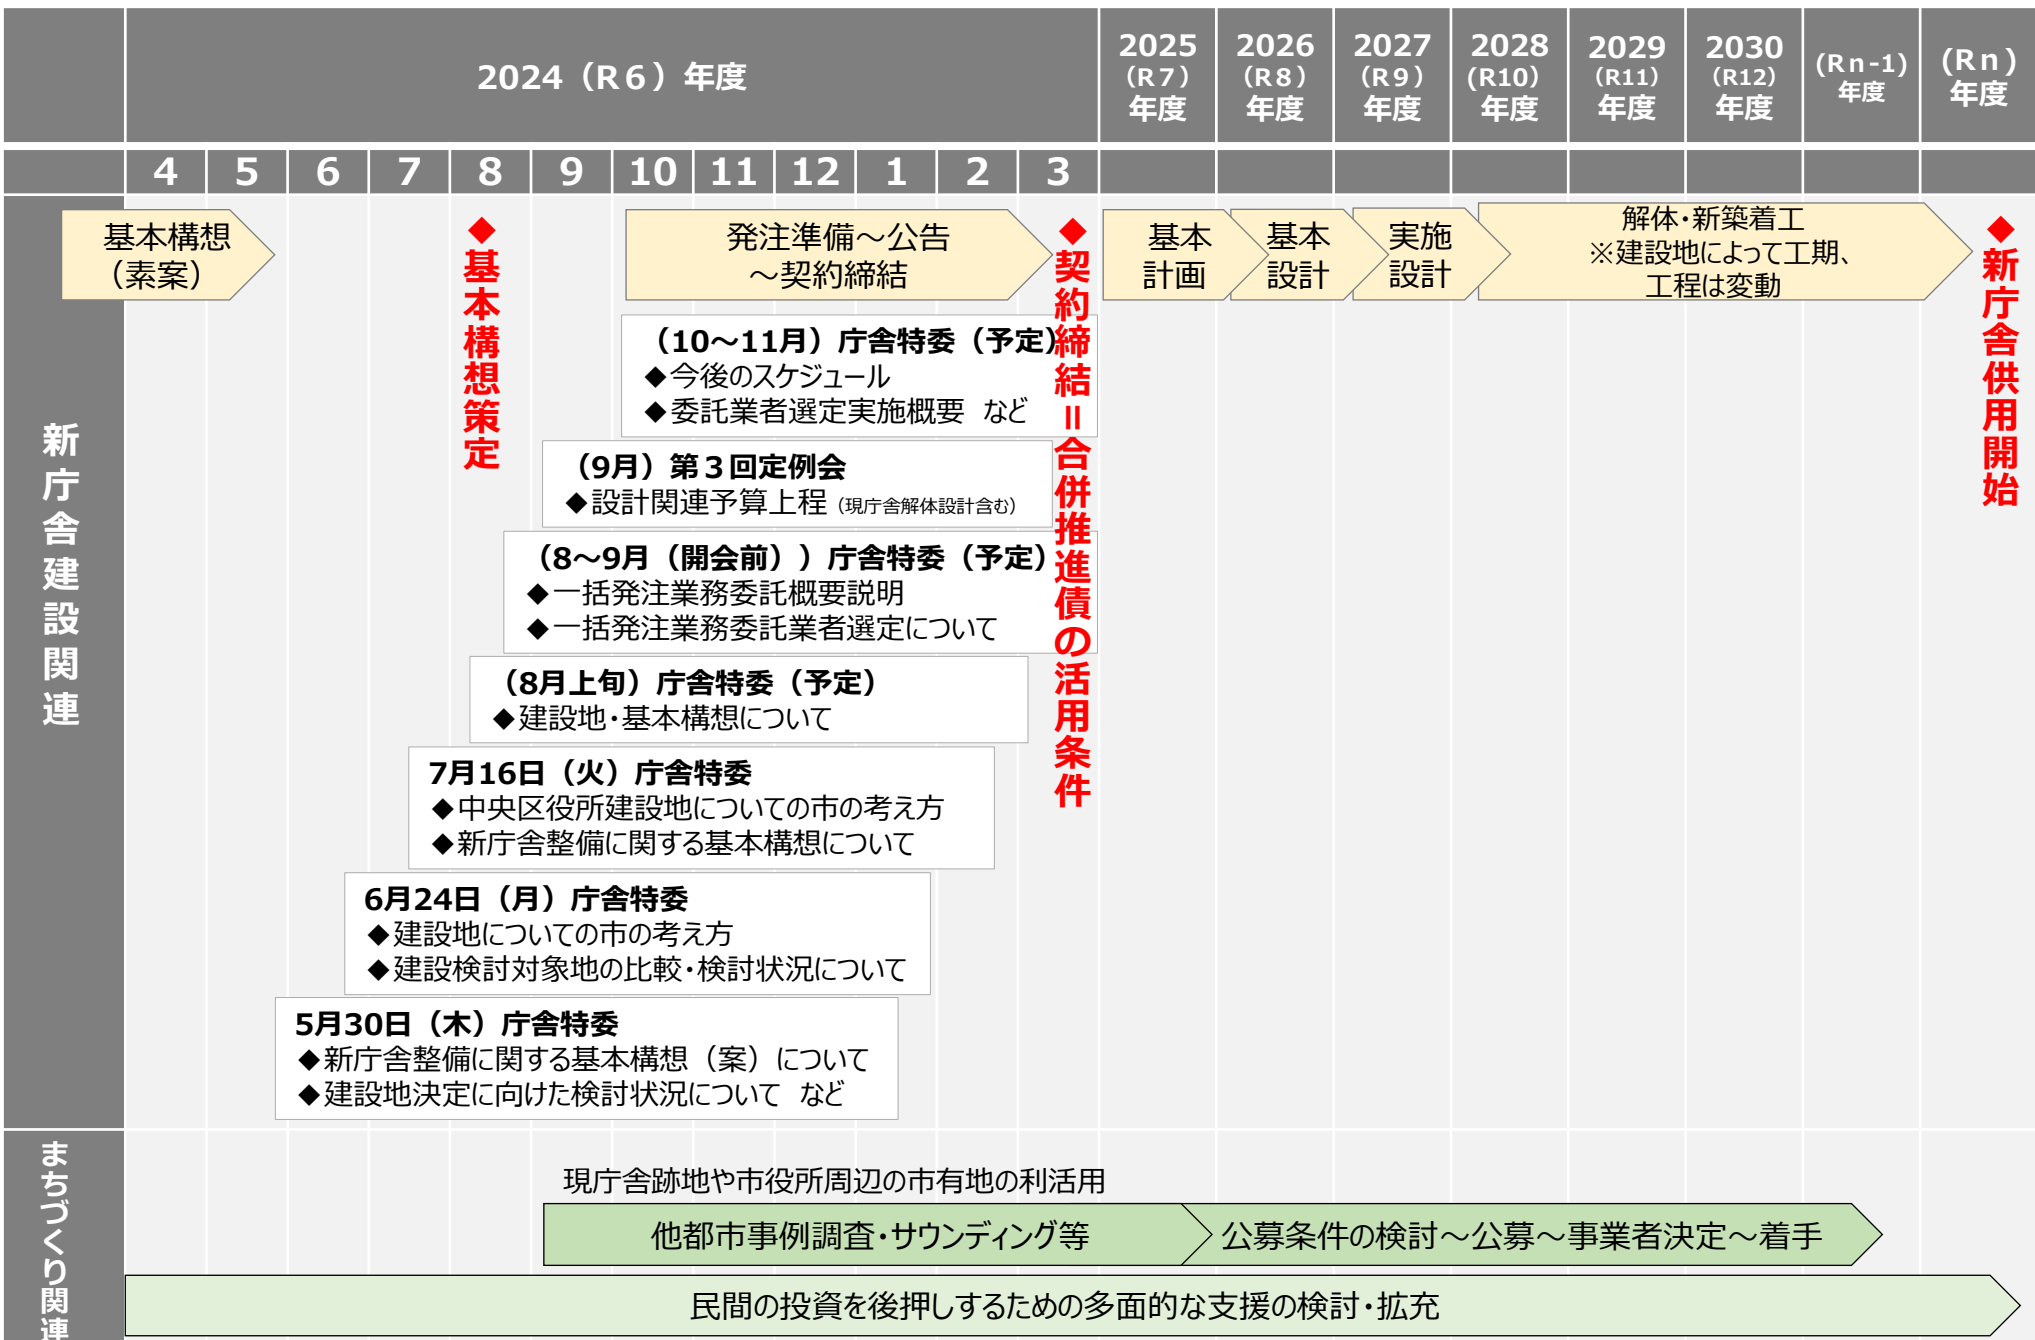 2024（R６）年度
2025
（R７）
年度
2026
（R８）
年度
2027
（R９）
年度
2028
(R10）
年度
2029
（R11）
年度
2030
（R12）
年度
(Rｎ-1)
年度
(Rｎ)
年度
4 5 6 7 8 9 10 11 12 1 2 3
新庁舎建設関連
基本構想
（素案）
◆基本構想策定
発注準備～公告
～契約締結
◆契約締結＝合併推進債の活用条件
基本
計画
基本
設計
実施
設計
解体・新築着工
※建設地によって工期、
工程は変動
◆新庁舎供用開始
（10～11月）庁舎特委（予定）
◆今後のスケジュール
◆委託業者選定実施概要　など
（9月）第３回定例会
◆設計関連予算上程（現庁舎解体設計含む）
（8～9月（開会前））庁舎特委（予定）
◆一括発注業務委託概要説明
◆一括発注業務委託業者選定について
（8月上旬）庁舎特委（予定）
◆建設地・基本構想について
7月16日（火）庁舎特委
◆中央区役所建設地についての市の考え方
◆新庁舎整備に関する基本構想について
6月24日（月）庁舎特委
◆建設地についての市の考え方
◆建設検討対象地の比較・検討状況について
5月30日（木）庁舎特委
◆新庁舎整備に関する基本構想（案）について
◆建設地決定に向けた検討状況について　など
まちづくり関連
現庁舎跡地や市役所周辺の市有地の利活用
他都市事例調査・サウンディング等
公募条件の検討～公募～事業者決定～着手
民間の投資を後押しするための多面的な支援の検討・拡充